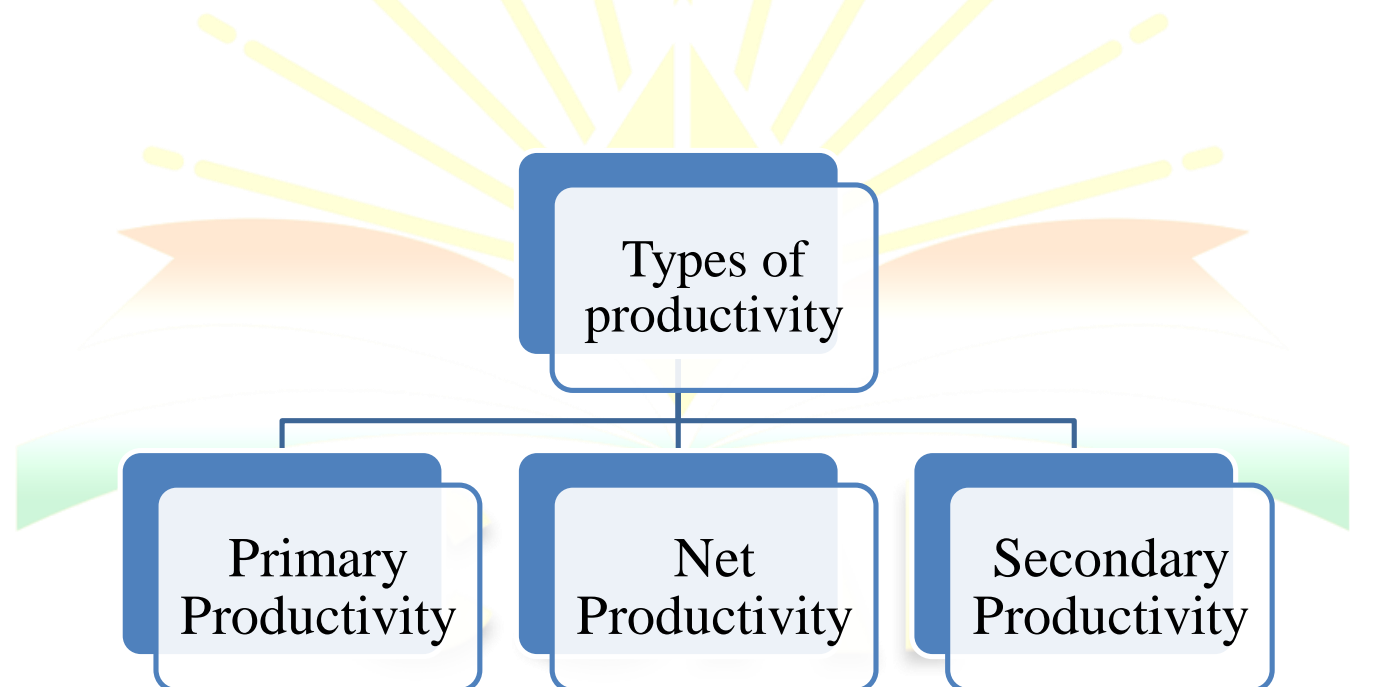 Types of
productivity
Primary
Productivity
Net
Productivity
Secondary
Productivity